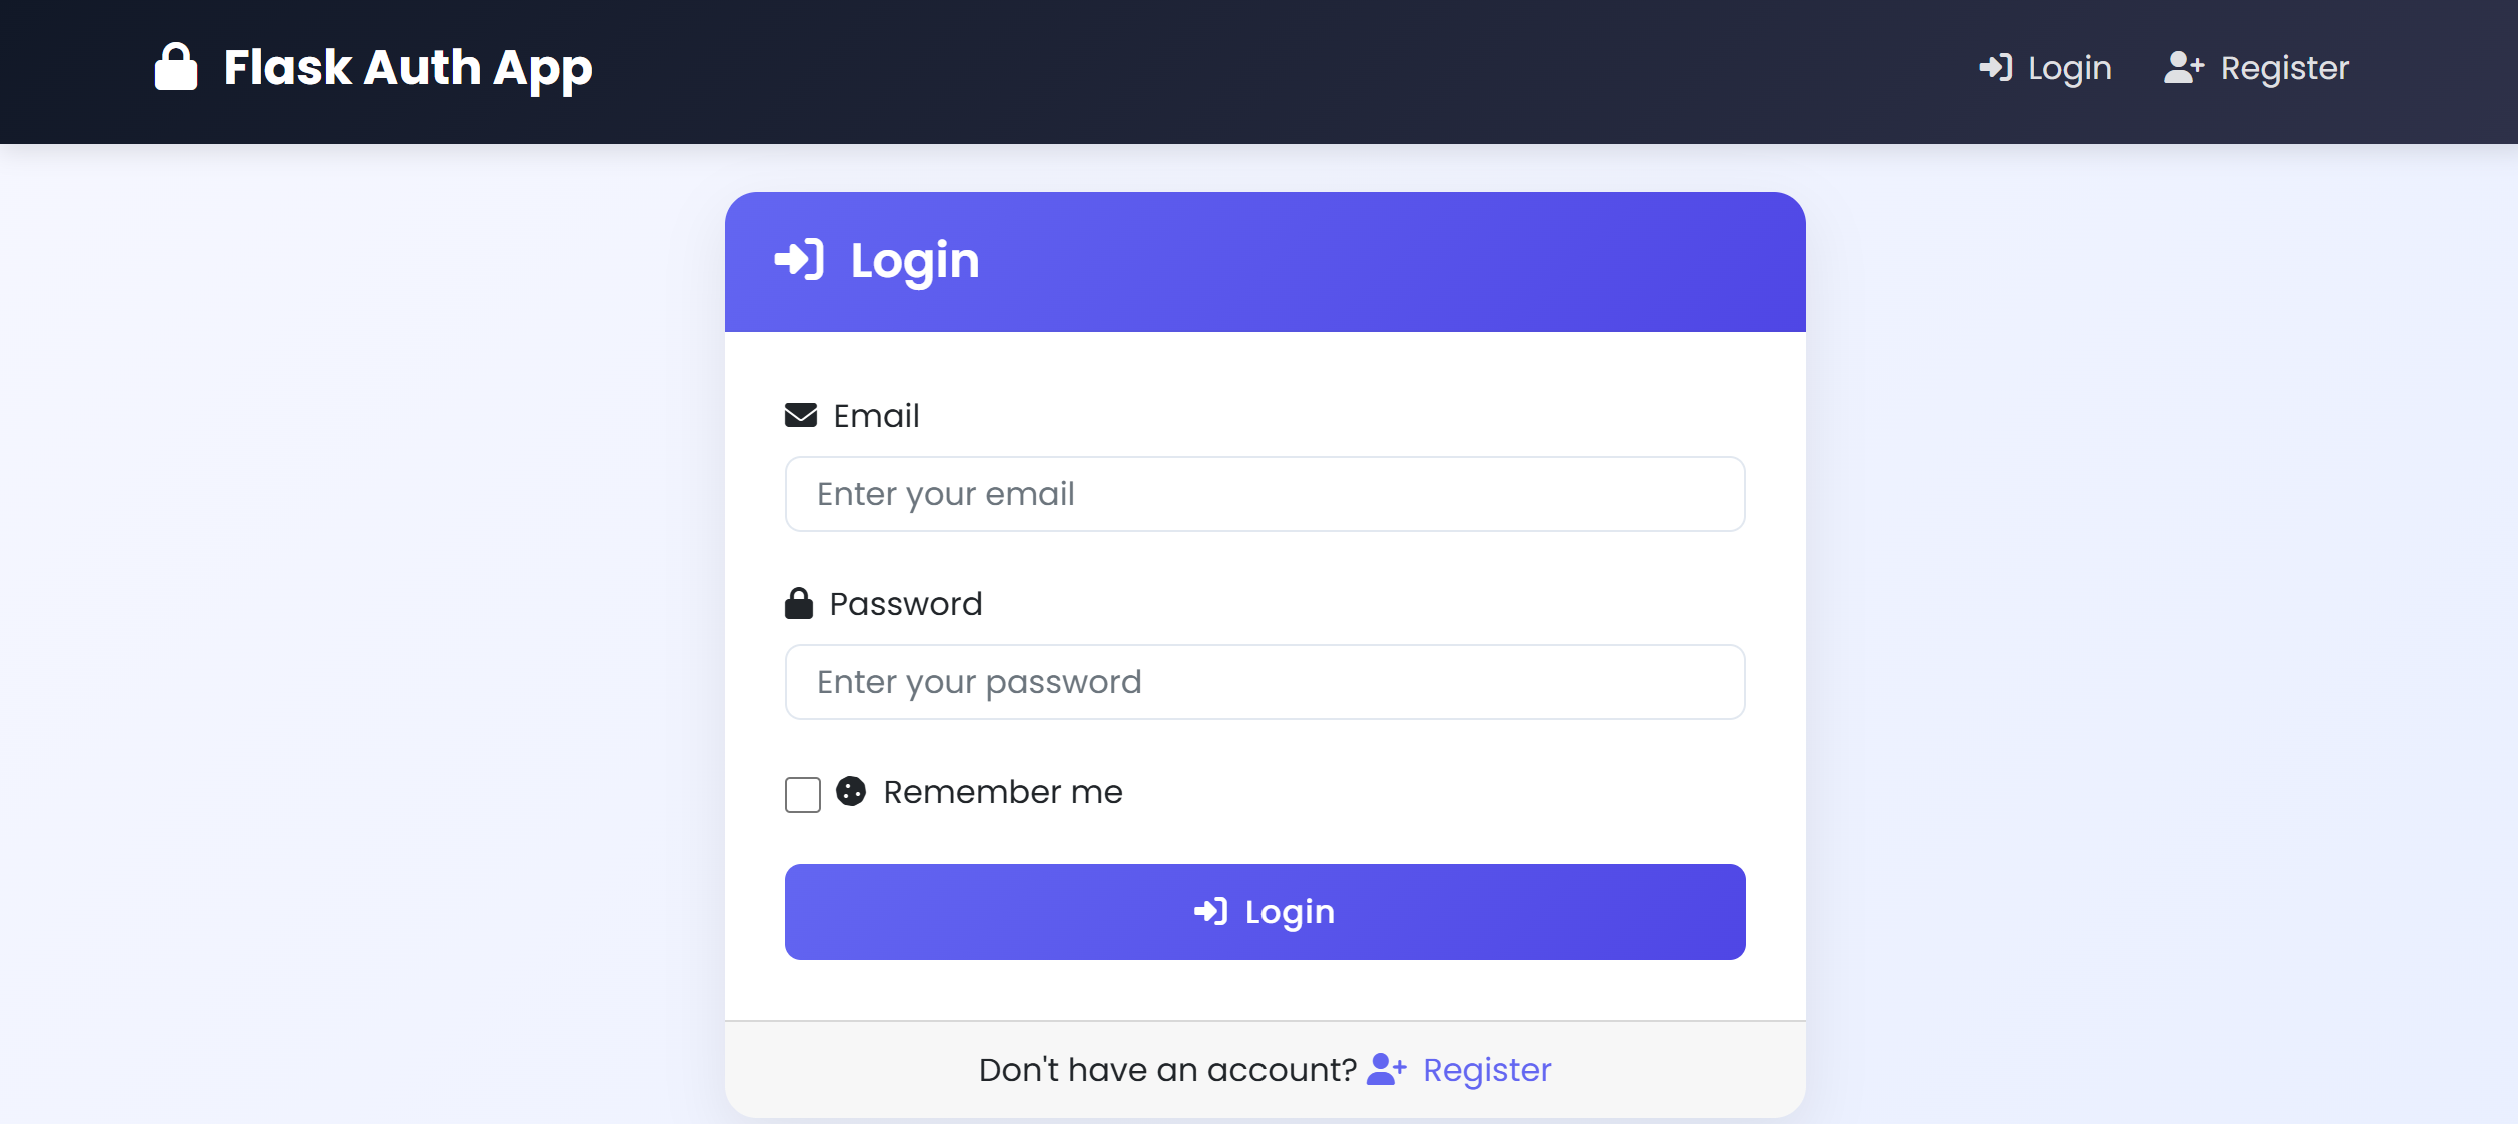 Flask Auth App
Login
Register
Login
Email
Enter your email
Password
Enter your password
Remember me
Login
Don't have an account? Register